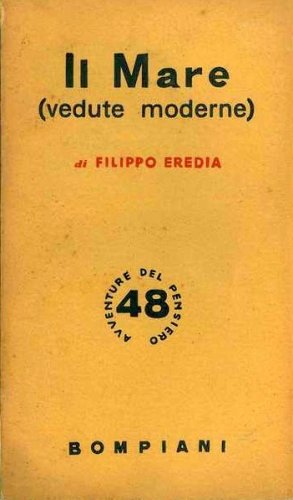 Il Mare
(vedute moderne)
di FILIPPO EREDIA
AVVENTURE DEL PENSIERO
48
BOMPIANI